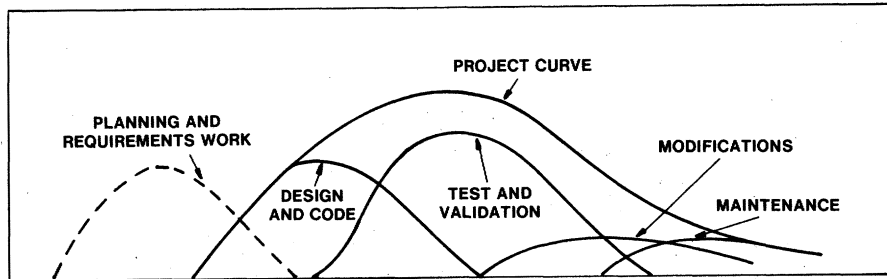 PROJECT CURVE
PLANNING AND
REQUIREMENTS WORK
MODIFICATIONS
DESIGN
AND CODE
TEST AND
VALIDATION
MAINTENANCE